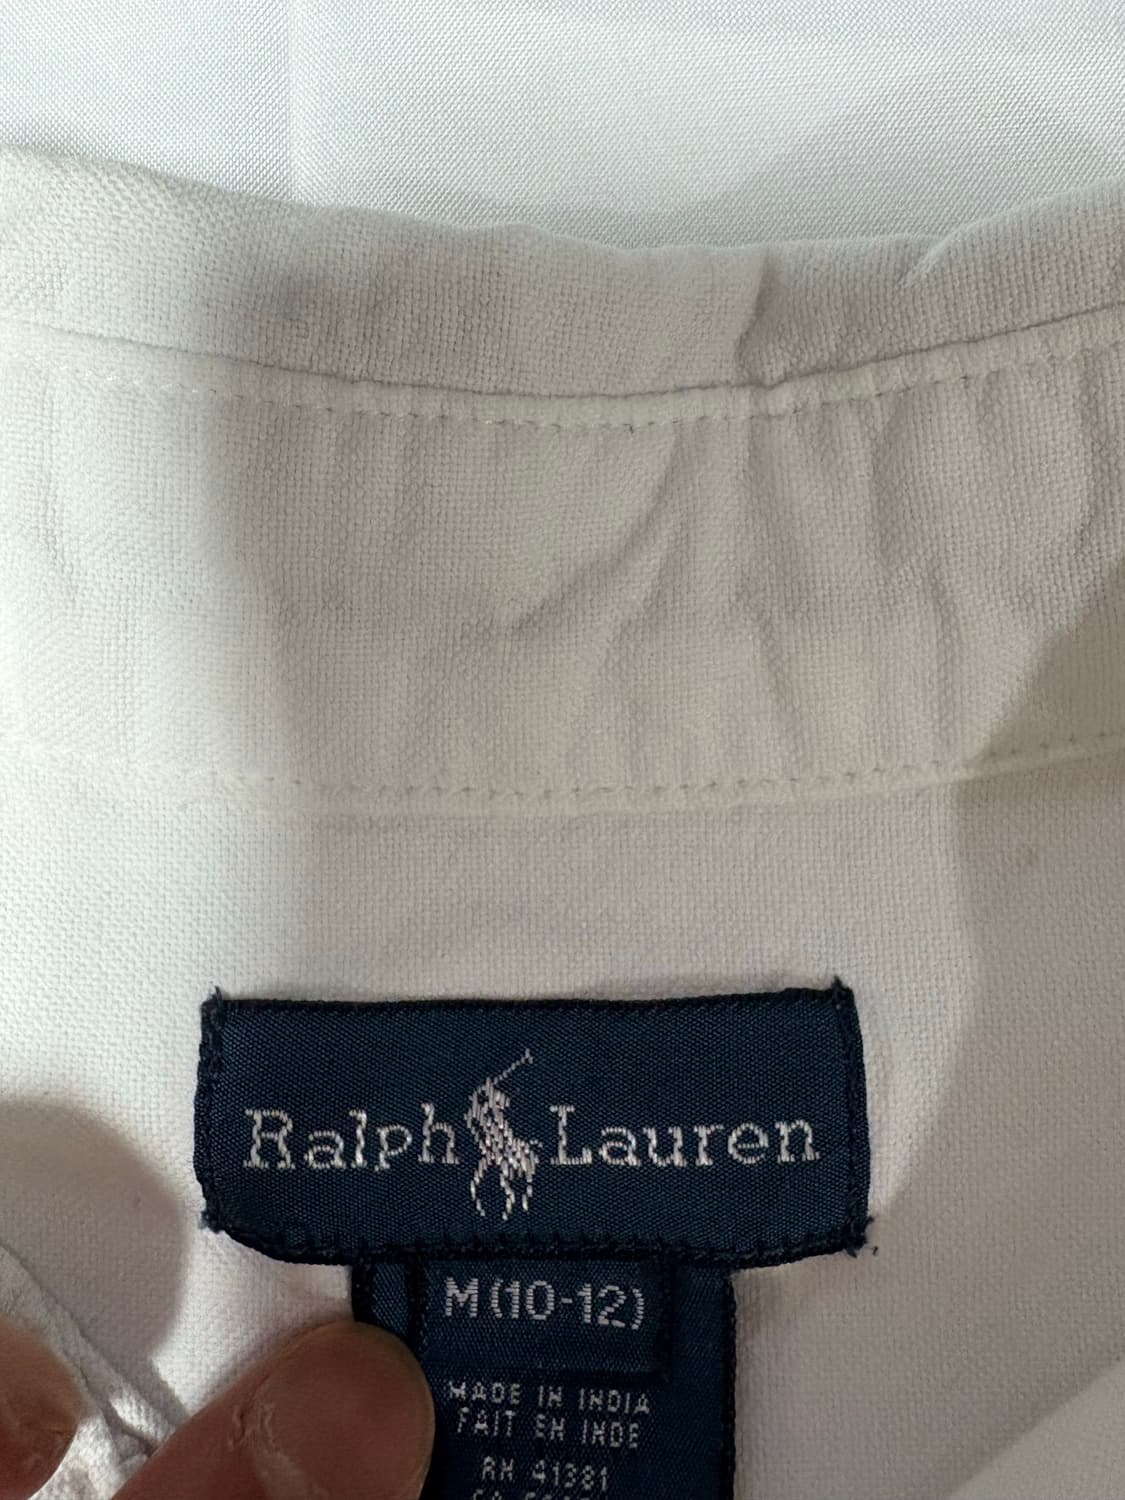 Ralph Lauren
M (10-12)
MADE IN INDIA
FAIT EN INDE
RN 41381